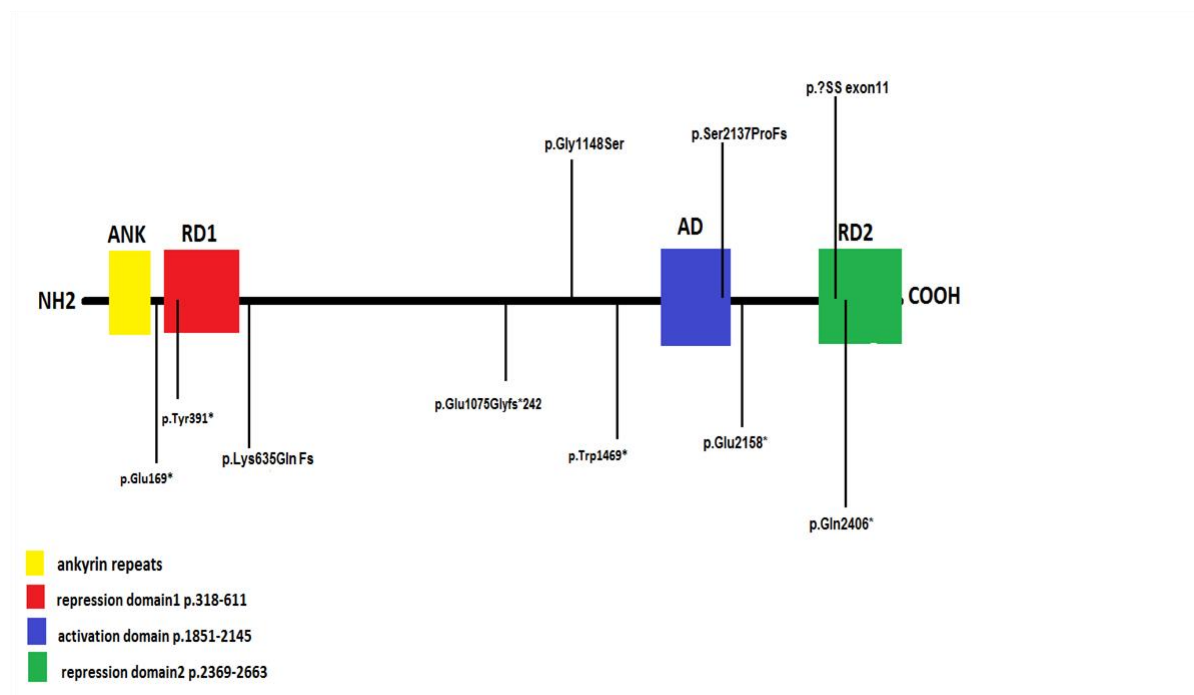 p.?SS exon11
p.Ser2137ProFs
p.Gly1148Ser
ANK
RD1
AD
RD2
NH2
COOH
p.Tyr391*
p.Glu1075Glyfs*242
p.Glu2158*
p.Lys635Gln Fs
p.Trp1469*
p.Glu169*
p.Gln2406*
ankyrin repeats
repression domain1 p.318-611
activation domain p.1851-2145
repression domain2 p.2369-2663